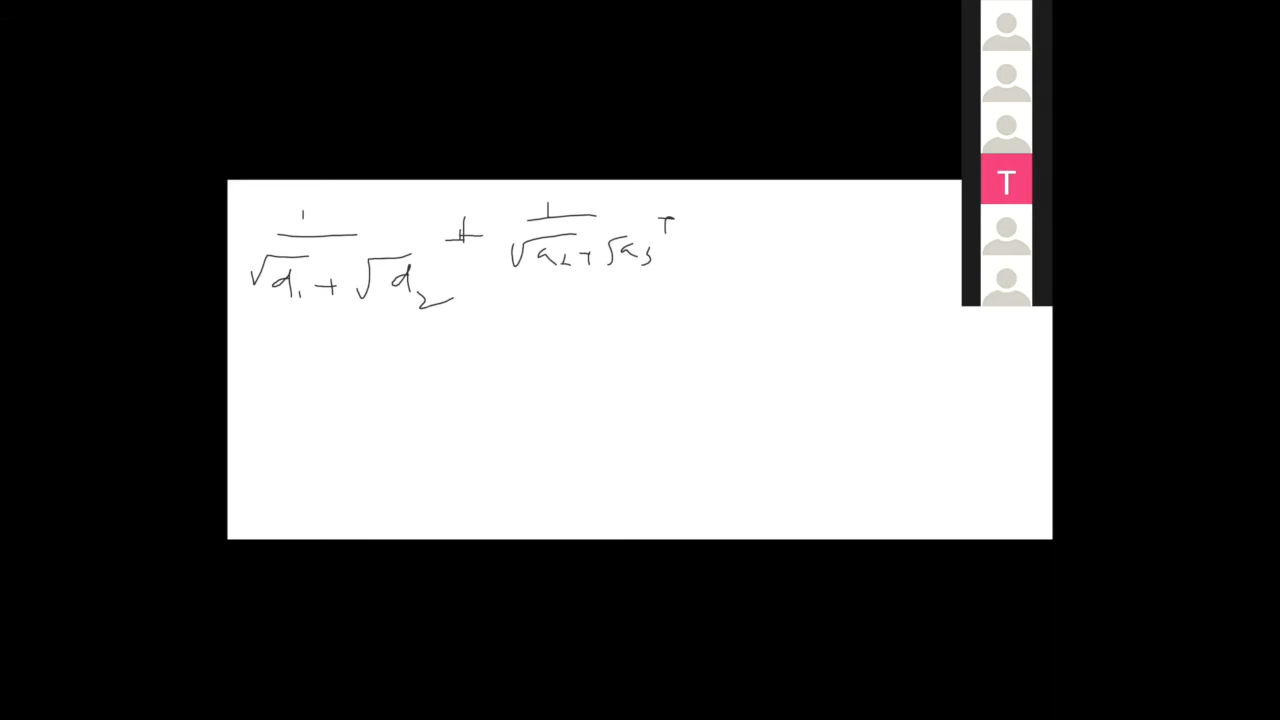 1/(√a₁ + √a₂) + 1/(√a₂ + √a₃) +
T